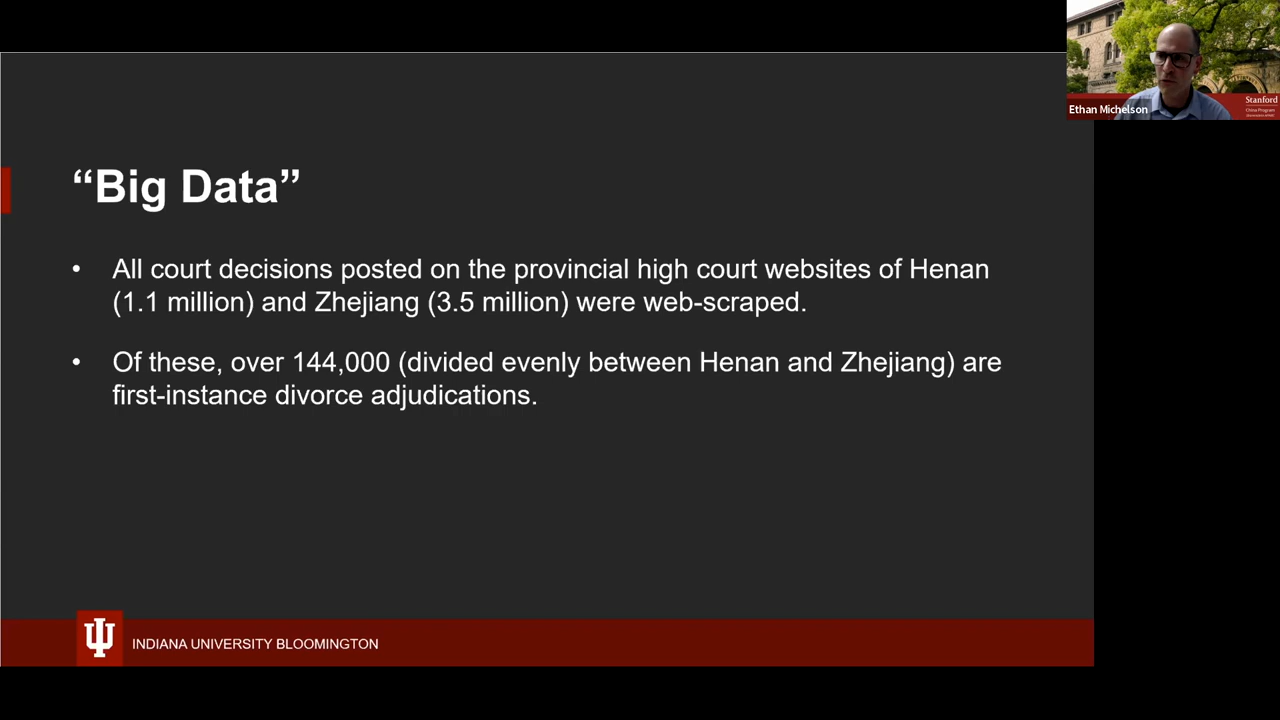 “Big Data”
• All court decisions posted on the provincial high court websites of Henan
(1.1 million) and Zhejiang (3.5 million) were web-scraped.
• Of these, over 144,000 (divided evenly between Henan and Zhejiang) are
first-instance divorce adjudications.
INDIANA UNIVERSITY BLOOMINGTON
Ethan Michelson
Stanford
China Program